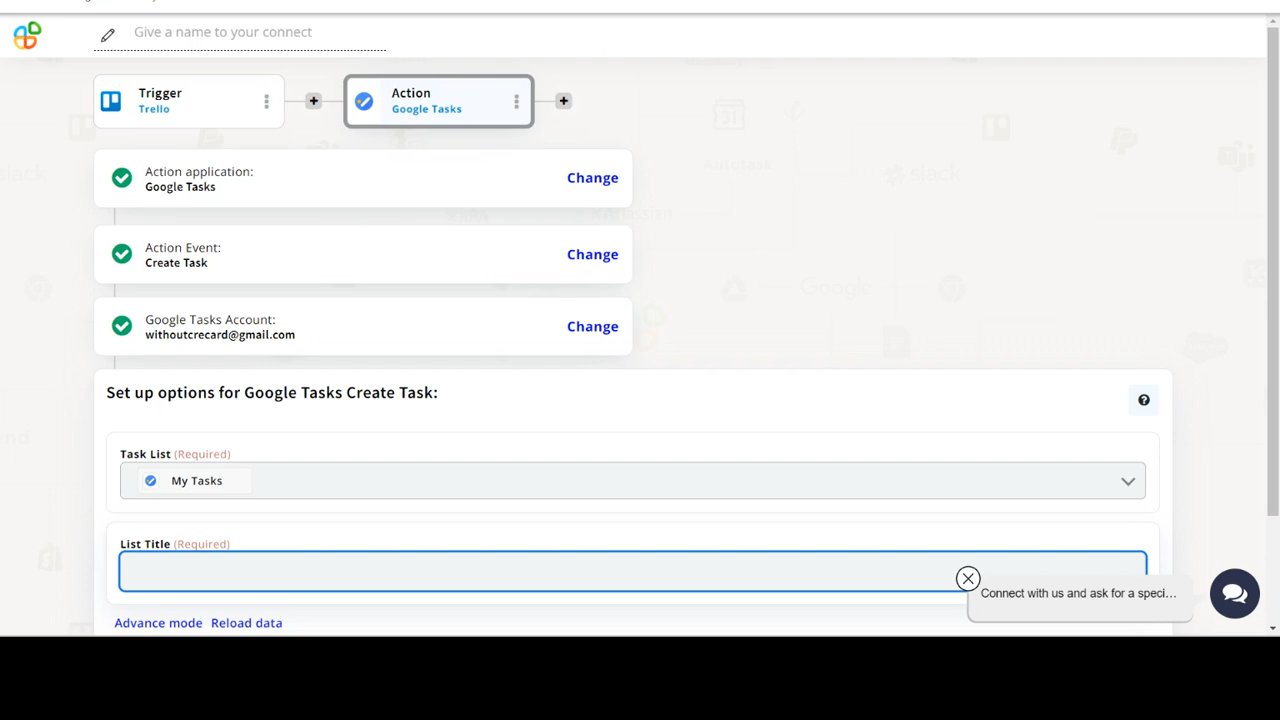 Give a name to your connect
Trigger
Trello
Action
Google Tasks
Action application:
Google Tasks
Change
Action Event:
Create Task
Change
Google Tasks Account:
withoutcrecard@gmail.com
Change
Set up options for Google Tasks Create Task:
Task List (Required)
My Tasks
List Title (Required)
Connect with us and ask for a speci...
Advance mode Reload data